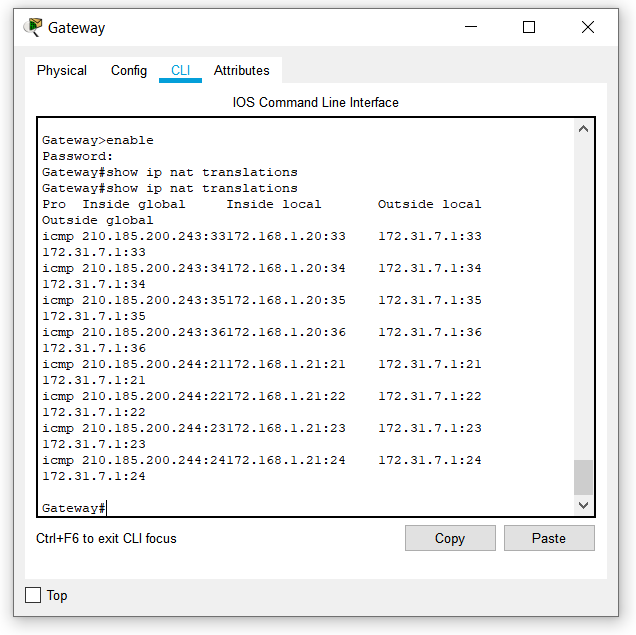 Gateway
Physical Config CLI Attributes
IOS Command Line Interface
Gateway>enable
Password:
Gateway#show ip nat translations
Gateway#show ip nat translations
Pro  Inside global     Inside local       Outside local
Outside global
icmp 210.185.200.243:33172.168.1.20:33    172.31.7.1:33
172.31.7.1:33
icmp 210.185.200.243:34172.168.1.20:34    172.31.7.1:34
172.31.7.1:34
icmp 210.185.200.243:35172.168.1.20:35    172.31.7.1:35
172.31.7.1:35
icmp 210.185.200.243:36172.168.1.20:36    172.31.7.1:36
172.31.7.1:36
icmp 210.185.200.244:21172.168.1.21:21    172.31.7.1:21
172.31.7.1:21
icmp 210.185.200.244:22172.168.1.21:22    172.31.7.1:22
172.31.7.1:22
icmp 210.185.200.244:23172.168.1.21:23    172.31.7.1:23
172.31.7.1:23
icmp 210.185.200.244:24172.168.1.21:24    172.31.7.1:24
172.31.7.1:24
Gateway#
Ctrl+F6 to exit CLI focus Copy Paste
Top